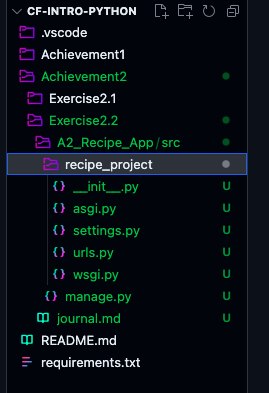 CF-INTRO-PYTHON
.vscode
Achievement1
Achievement2
Exercise2.1
Exercise2.2
A2_Recipe_App/src
recipe_project
{} __init__.py U
{} asgi.py U
{} settings.py U
{} urls.py U
{} wsgi.py U
{} manage.py U
journal.md U
README.md
requirements.txt